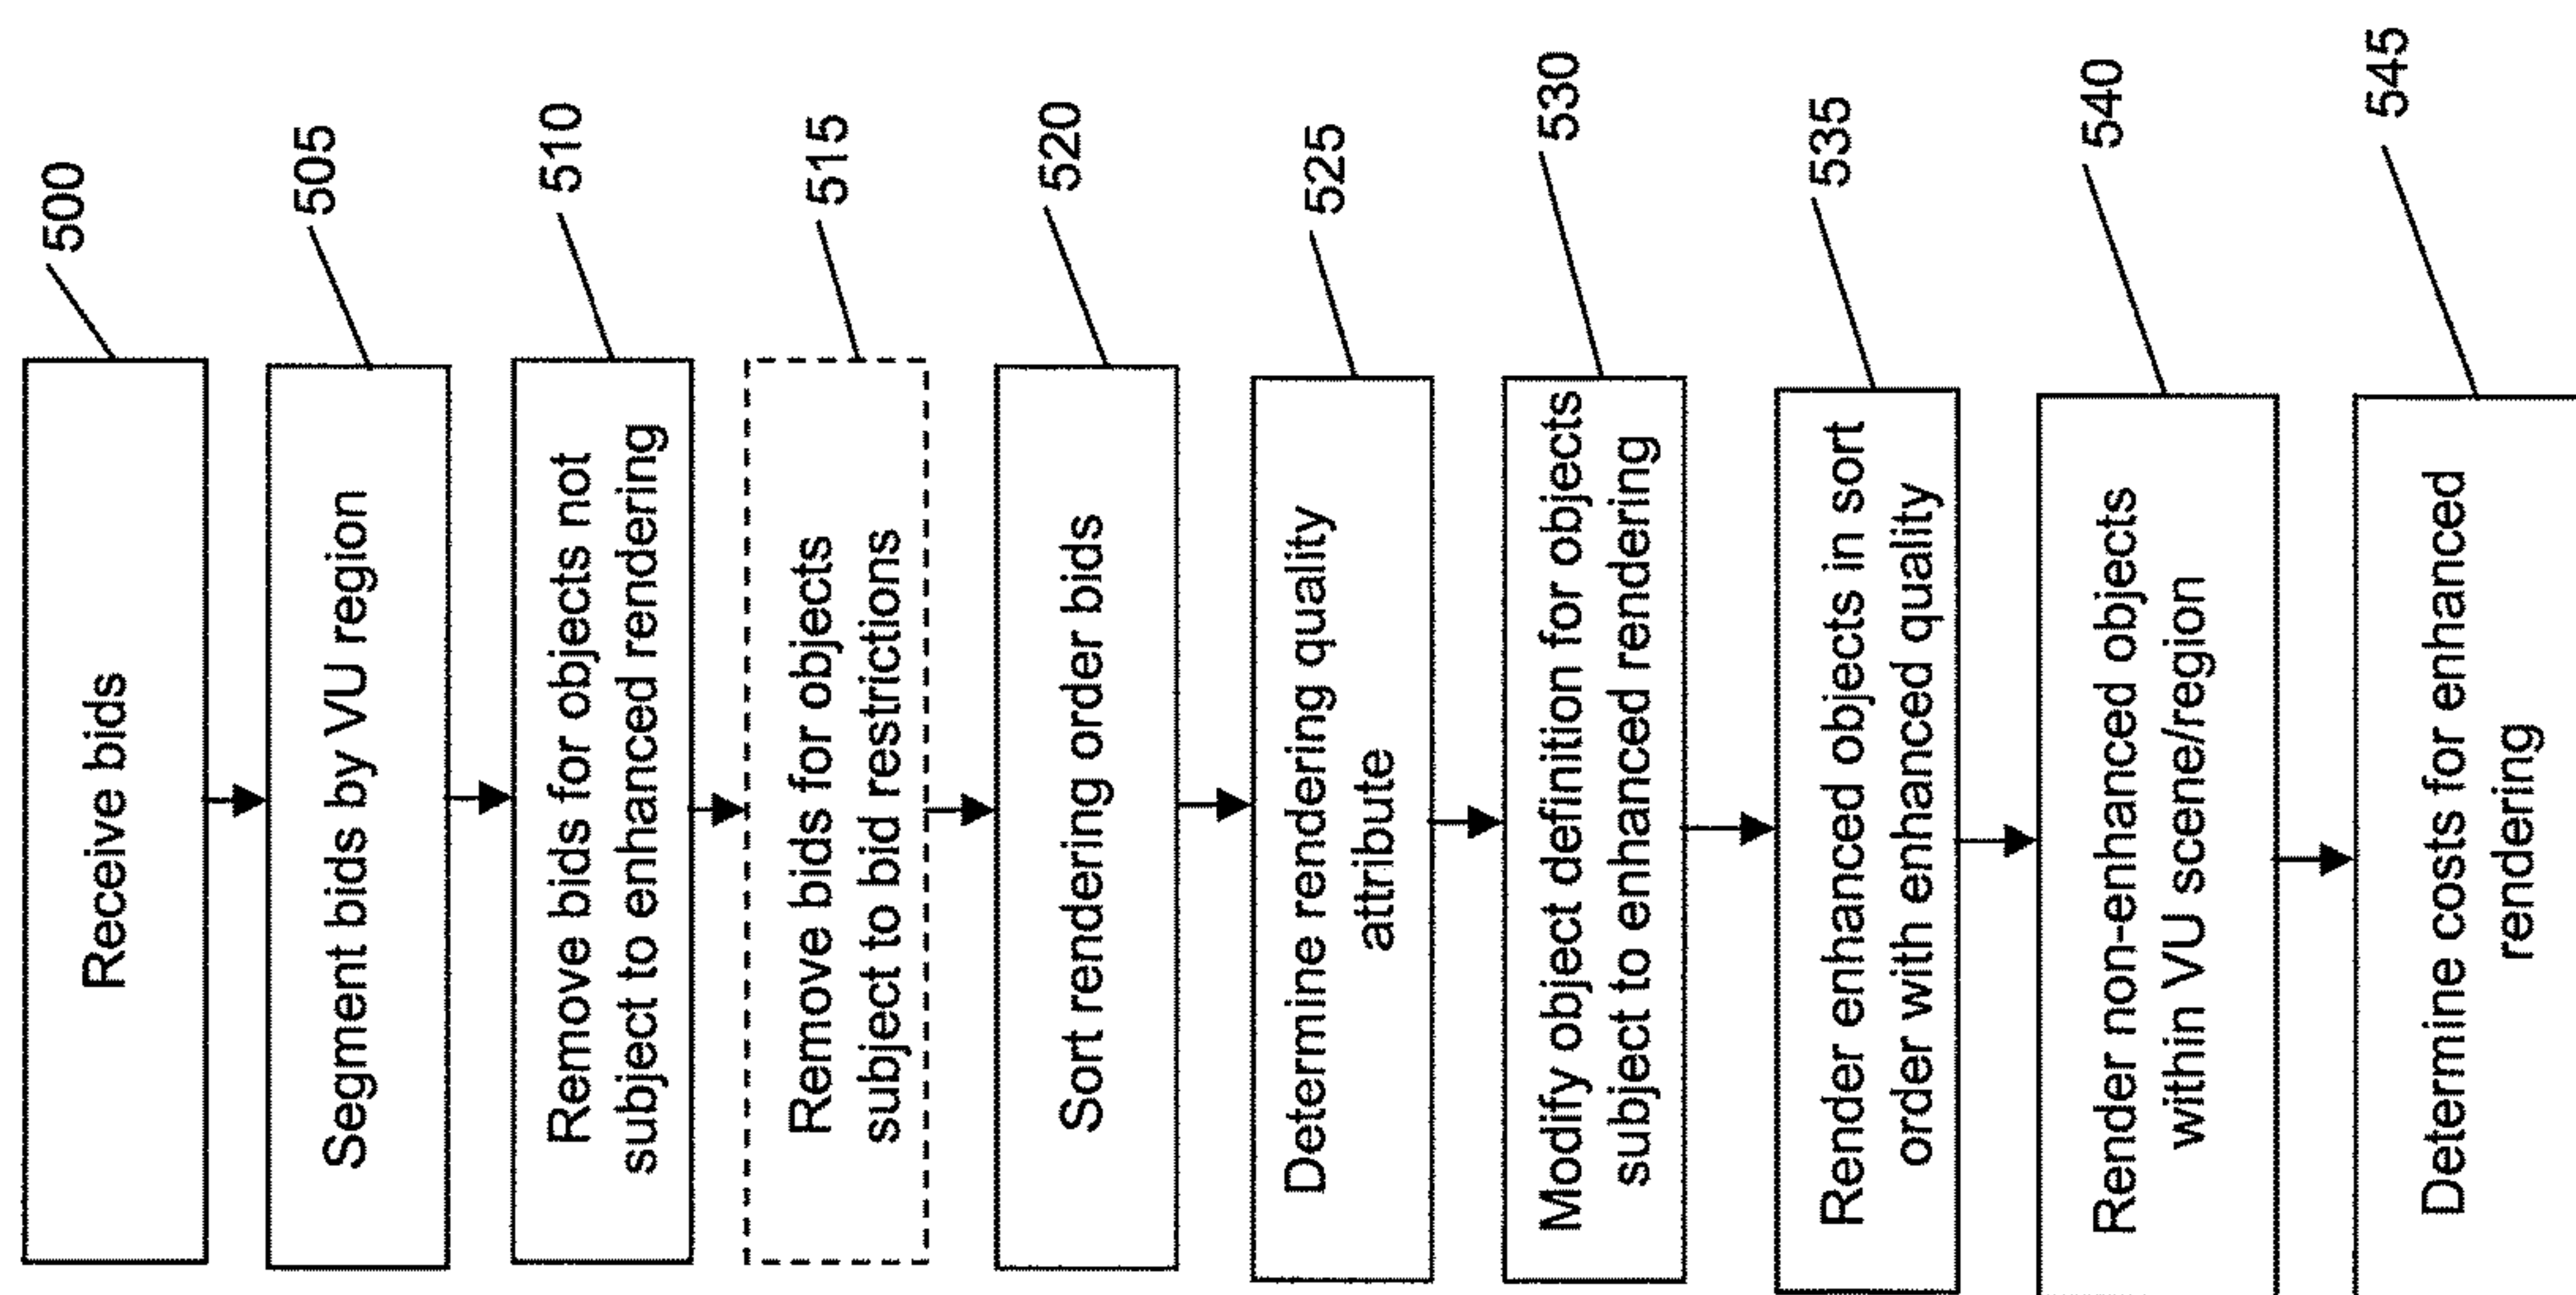 Receive bids
500
Segment bids by VU region
505
Remove bids for objects not
subject to enhanced rendering
510
Remove bids for objects
subject to bid restrictions
515
Sort rendering order bids
520
Determine rendering quality
attribute
525
Modify object definition for objects
subject to enhanced rendering
530
Render enhanced objects in sort
order with enhanced quality
535
Render non-enhanced objects
within VU scene/region
540
Determine costs for enhanced
rendering
545